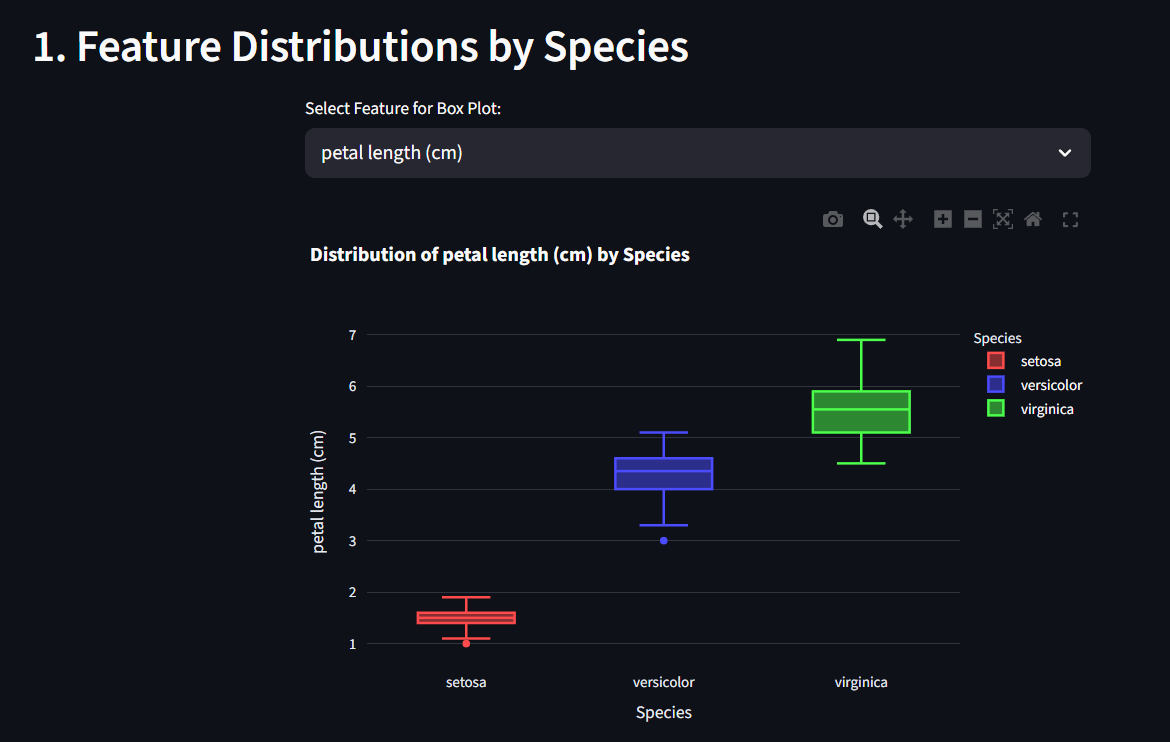 1. Feature Distributions by Species
Select Feature for Box Plot:
petal length (cm)
Distribution of petal length (cm) by Species
7
6
5
4
3
2
1
petal length (cm)
setosa
versicolor
virginica
Species
Species
setosa
versicolor
virginica